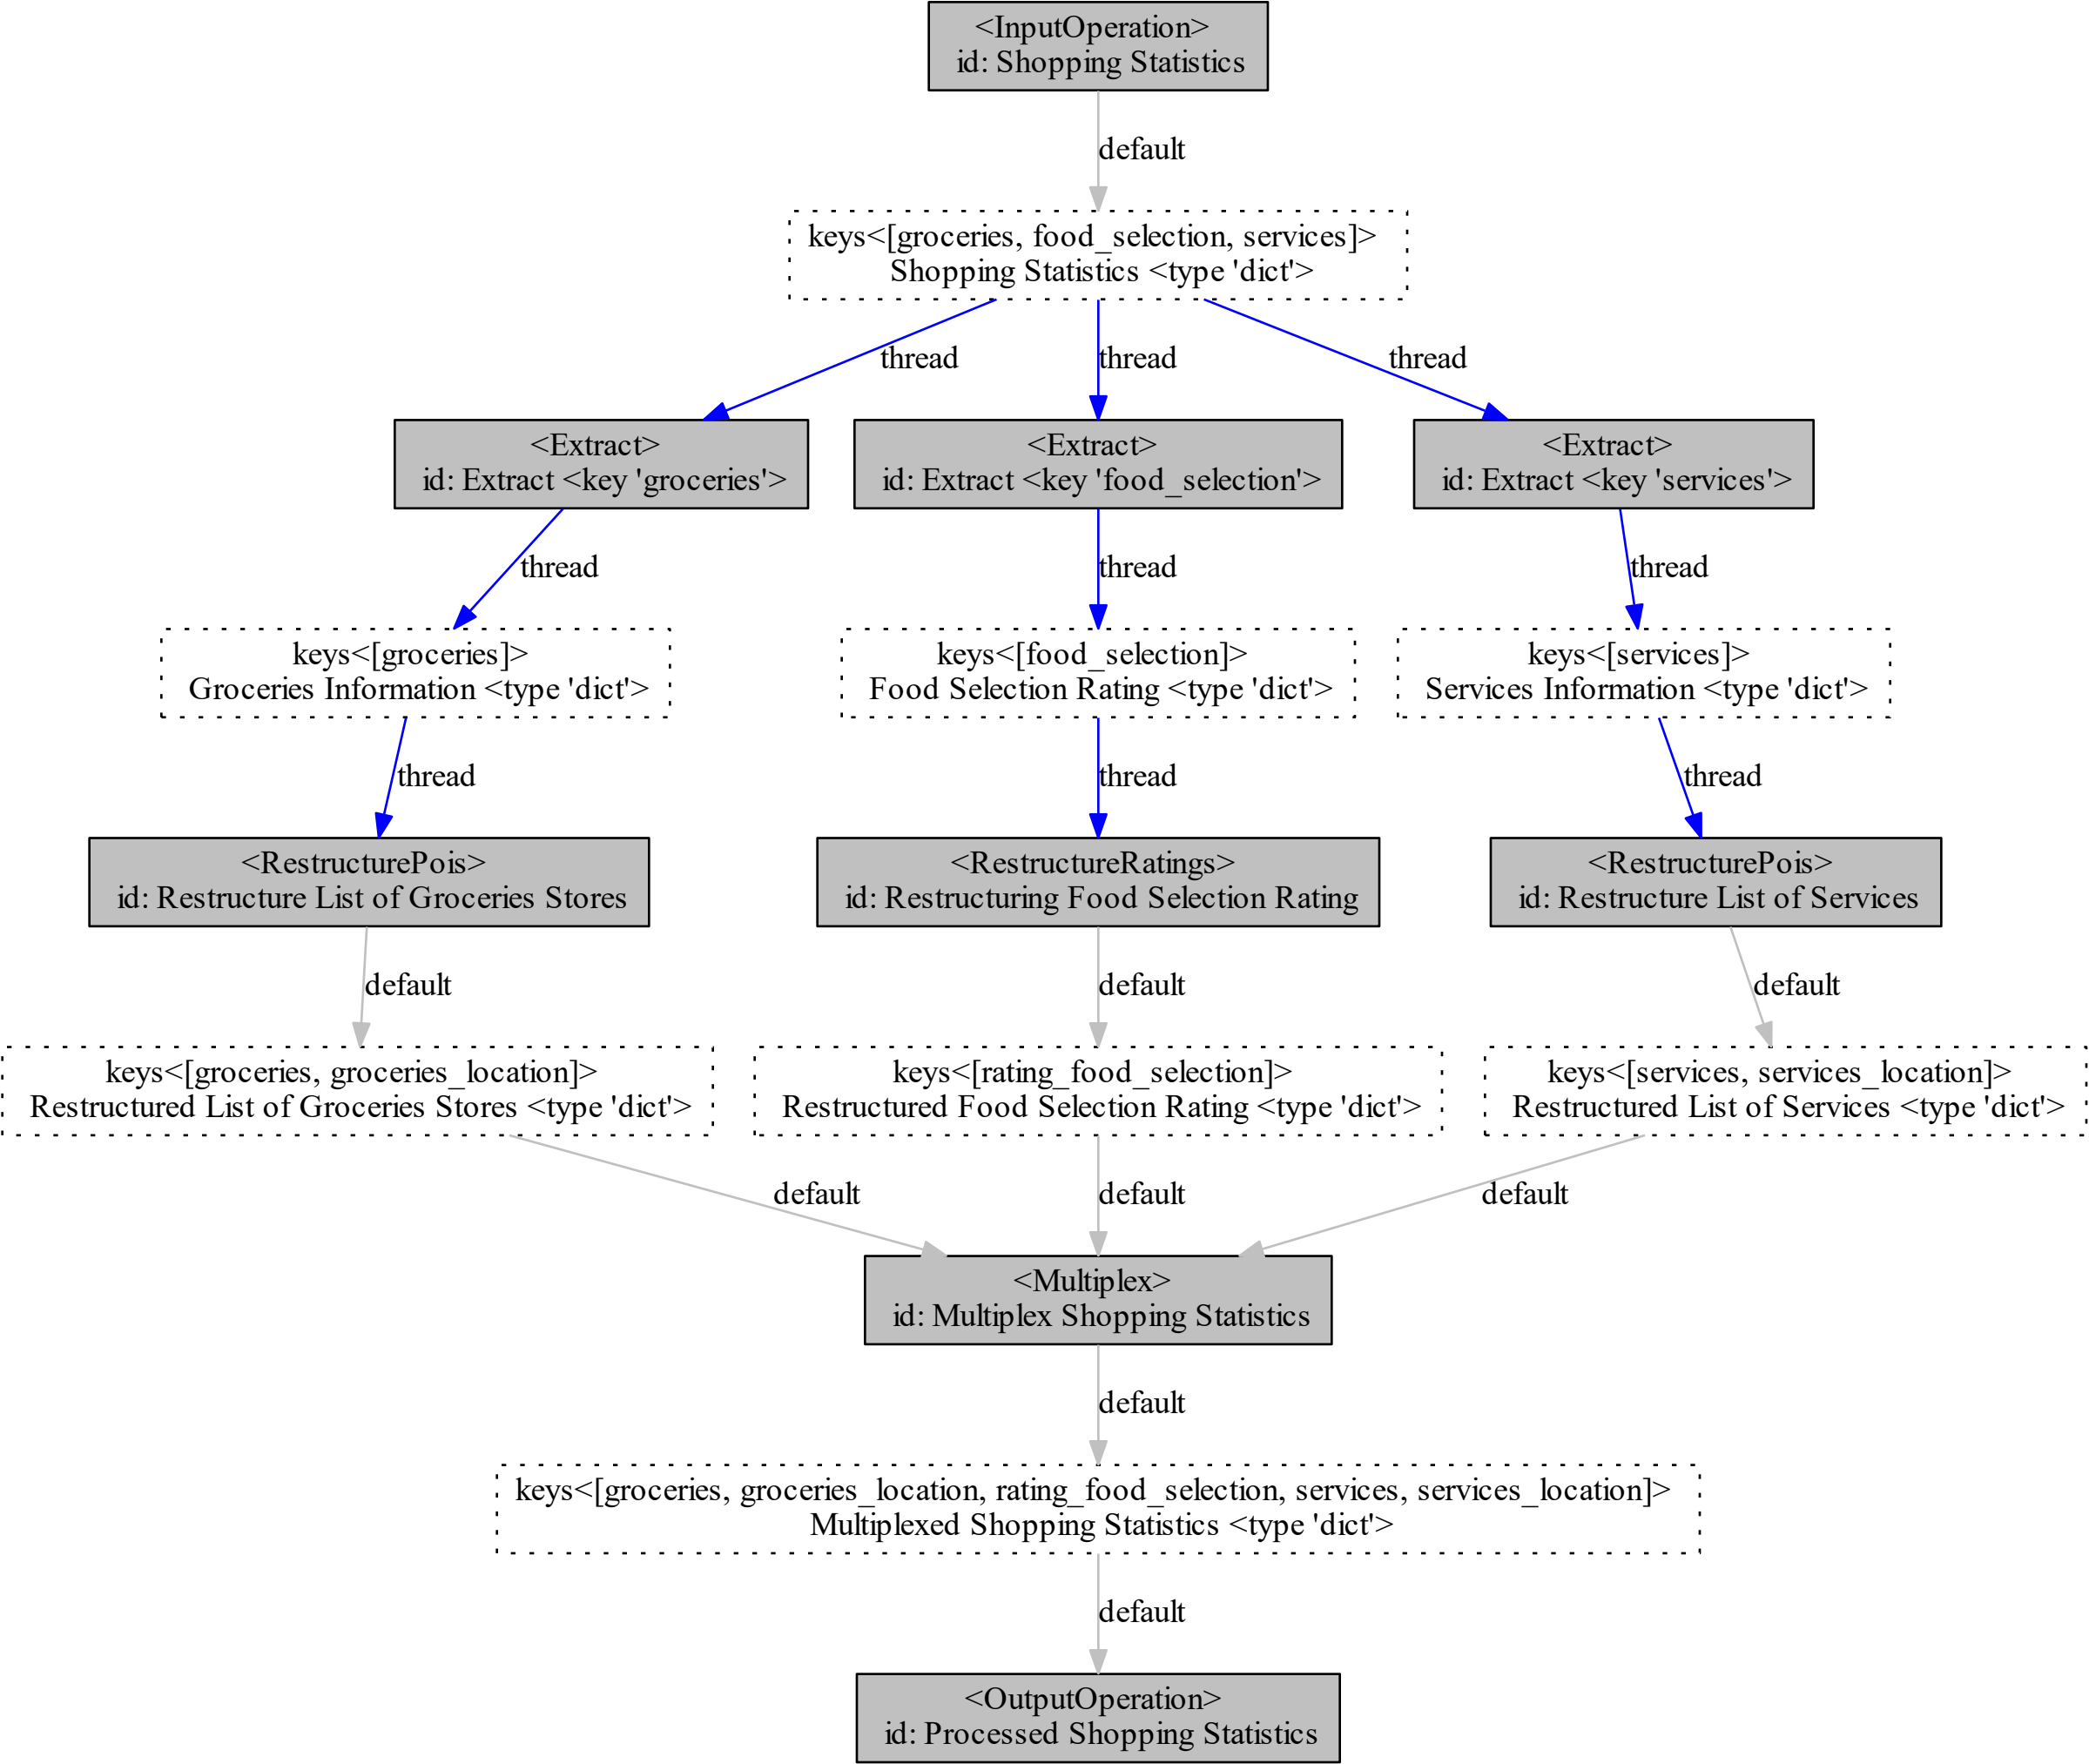 <InputOperation>
id: Shopping Statistics
default
keys<[groceries, food_selection, services]>
Shopping Statistics <type 'dict'>
thread
thread
thread
<Extract>
id: Extract <key 'groceries'>
<Extract>
id: Extract <key 'food_selection'>
<Extract>
id: Extract <key 'services'>
thread
thread
thread
keys<[groceries]>
Groceries Information <type 'dict'>
keys<[food_selection]>
Food Selection Rating <type 'dict'>
keys<[services]>
Services Information <type 'dict'>
thread
thread
thread
<RestructurePois>
id: Restructure List of Groceries Stores
<RestructureRatings>
id: Restructuring Food Selection Rating
<RestructurePois>
id: Restructure List of Services
default
default
default
keys<[groceries, groceries_location]>
Restructured List of Groceries Stores <type 'dict'>
keys<[rating_food_selection]>
Restructured Food Selection Rating <type 'dict'>
keys<[services, services_location]>
Restructured List of Services <type 'dict'>
default
default
default
<Multiplex>
id: Multiplex Shopping Statistics
default
keys<[groceries, groceries_location, rating_food_selection, services, services_location]>
Multiplexed Shopping Statistics <type 'dict'>
default
<OutputOperation>
id: Processed Shopping Statistics